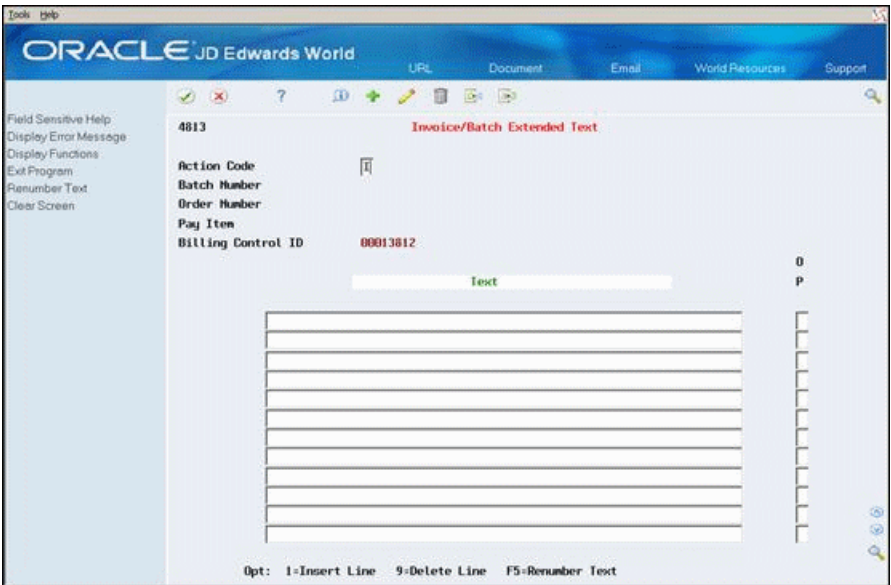 Tools Help
ORACLE JD Edwards World
URL Document Email World Resources Support
Field Sensitive Help
Display Error Message
Display Functions
Exit Program
Renumber Text
Clear Screen
4813 Invoice/Batch Extended Text
Action Code I
Batch Number
Order Number
Pay Item
Billing Control ID 00013812
O
Text P
Opt: 1=Insert Line 9=Delete Line F5=Renumber Text